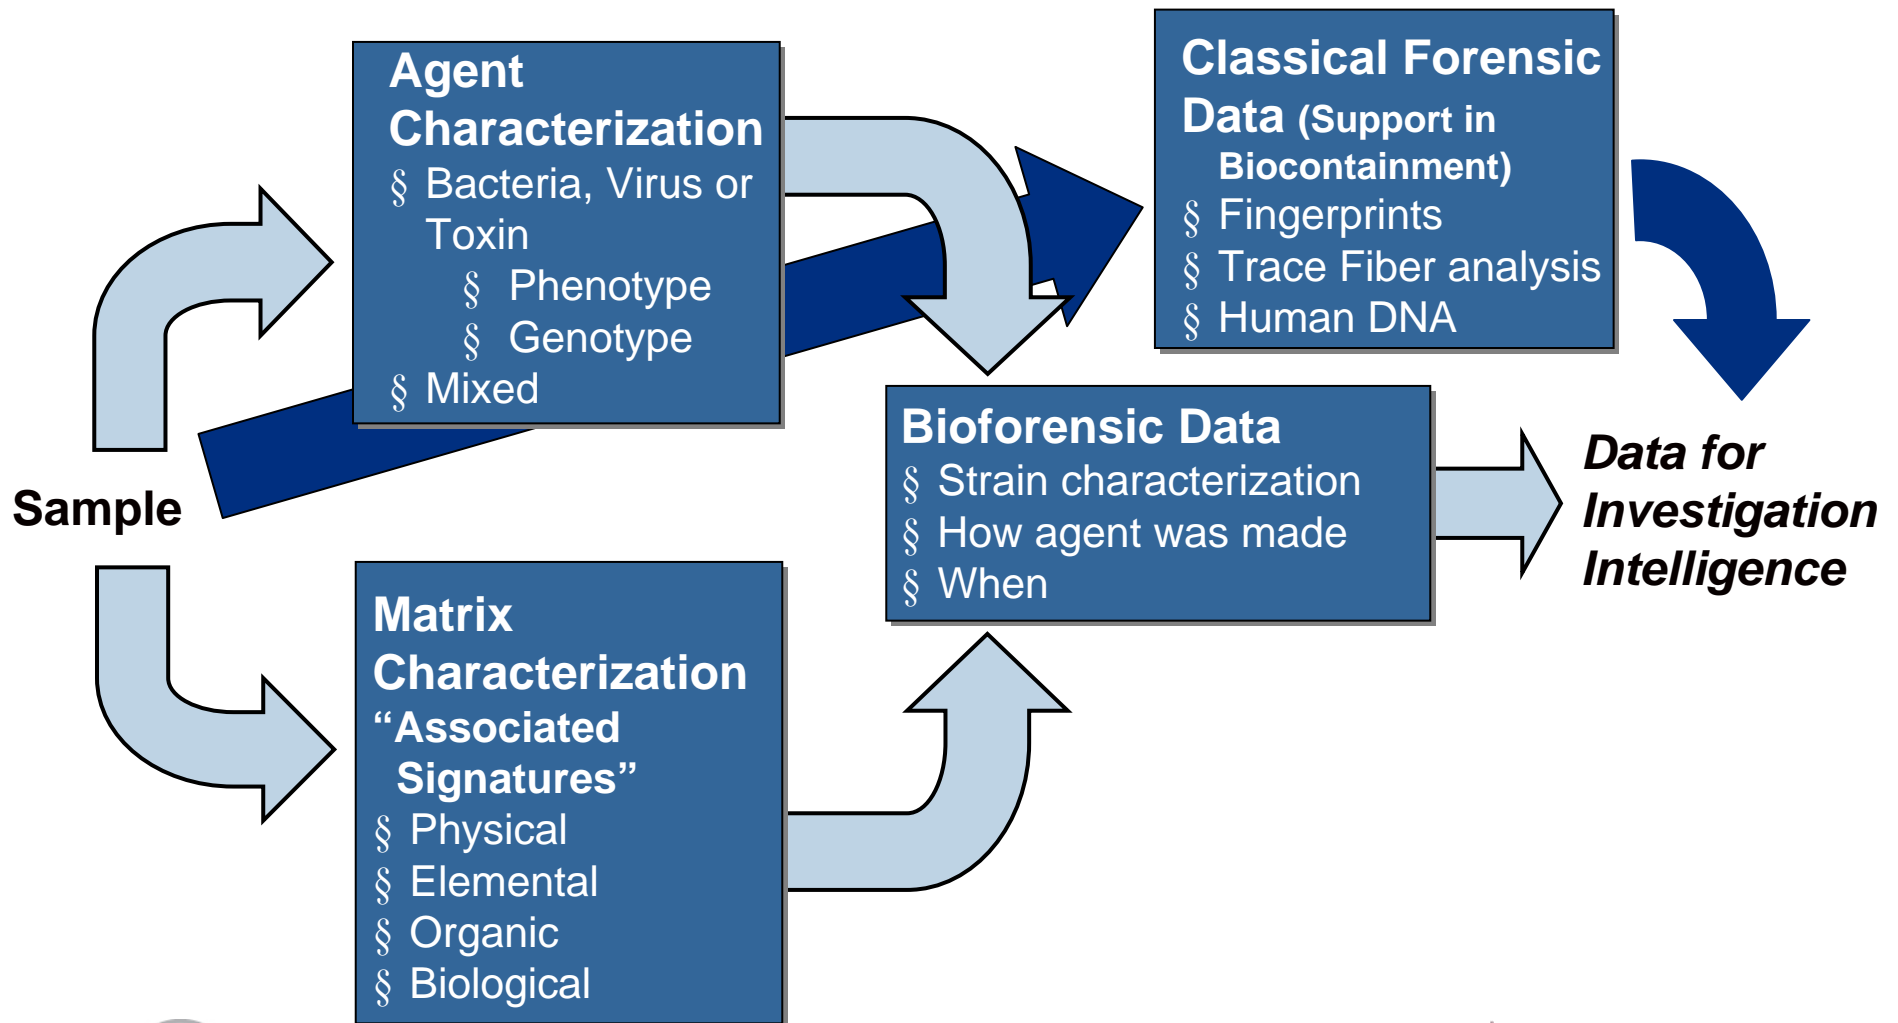 Agent
Characterization
§ Bacteria, Virus or
Toxin
§ Phenotype
§ Genotype
§ Mixed
Classical Forensic
Data (Support in
Biocontainment)
§ Fingerprints
§ Trace Fiber analysis
§ Human DNA
Sample
Bioforensic Data
§ Strain characterization
§ How agent was made
§ When
Data for
Investigation
Intelligence
Matrix
Characterization
“Associated
Signatures”
§ Physical
§ Elemental
§ Organic
§ Biological